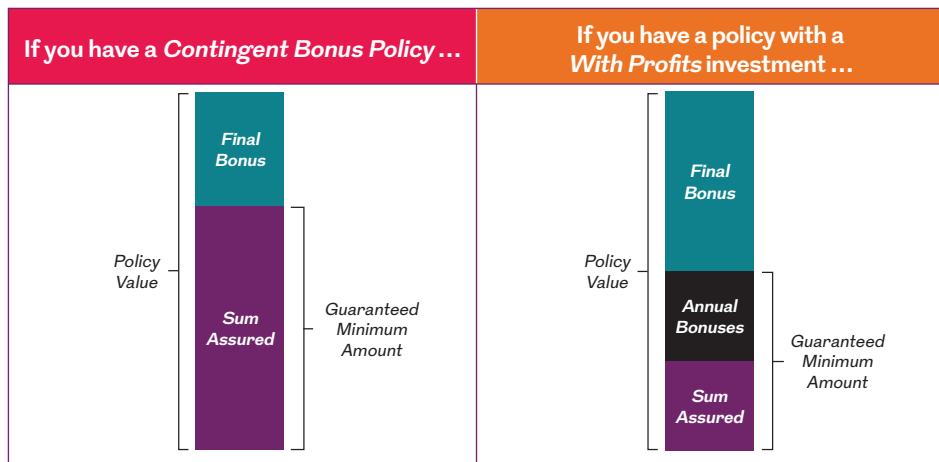 If you have a Contingent Bonus Policy ...
If you have a policy with a
With Profits investment ...
Final
Bonus
Policy
Value
Sum
Assured
Guaranteed
Minimum
Amount
Final
Bonus
Policy
Value
Annual
Bonuses
Guaranteed
Minimum
Amount
Sum
Assured